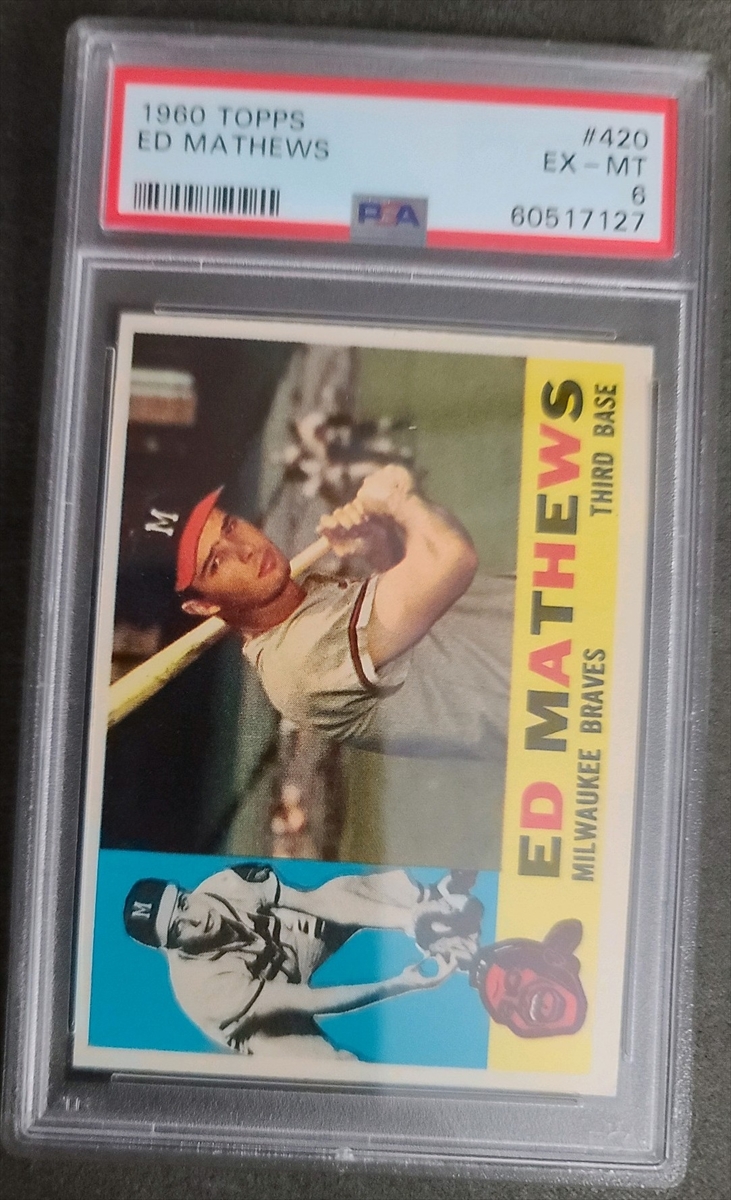 1960 TOPPS
ED MATHEWS
#420
EX - MT
6
60517127
PSA
M
M
ED MATHEWS
MILWAUKEE BRAVES THIRD BASE